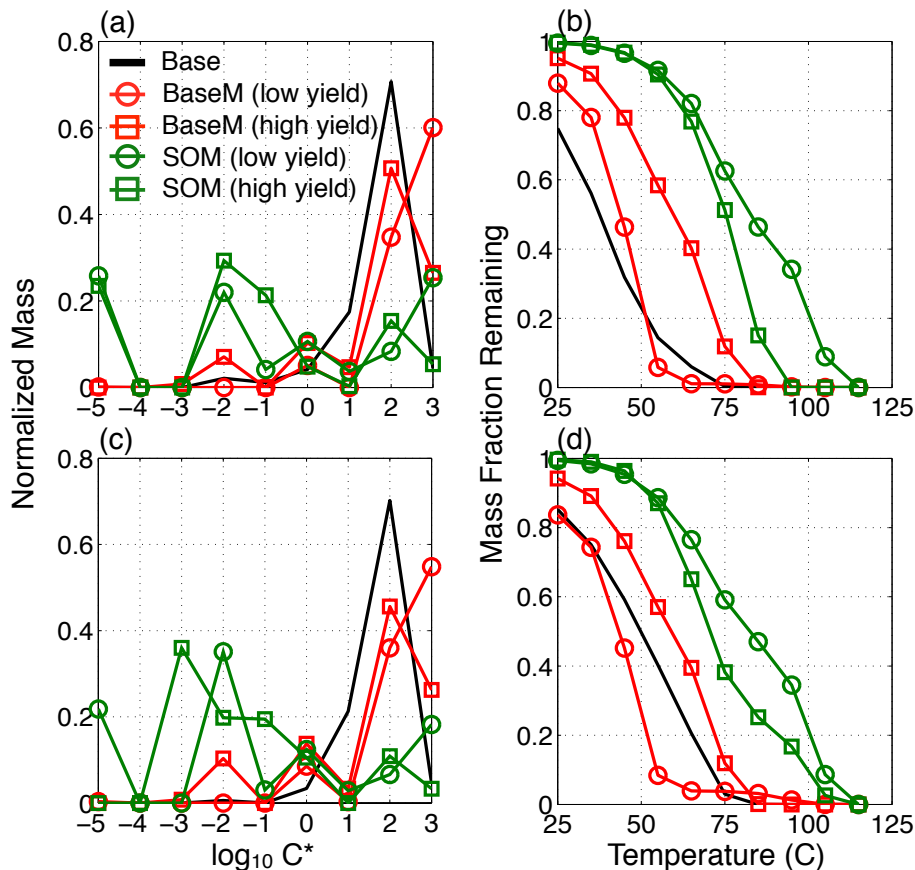 (a)
0.8
0.6
0.4
0.2
0
Base
BaseM (low yield)
BaseM (high yield)
SOM (low yield)
SOM (high yield)
−5 −4 −3 −2 −1 0 1 2 3
(b)
1
0.8
0.6
0.4
0.2
0
25 50 75 100 125
Normalized Mass
Mass Fraction Remaining
(c)
0.8
0.6
0.4
0.2
0
−5 −4 −3 −2 −1 0 1 2 3
log₁₀ C*
(d)
1
0.8
0.6
0.4
0.2
0
25 50 75 100 125
Temperature (C)